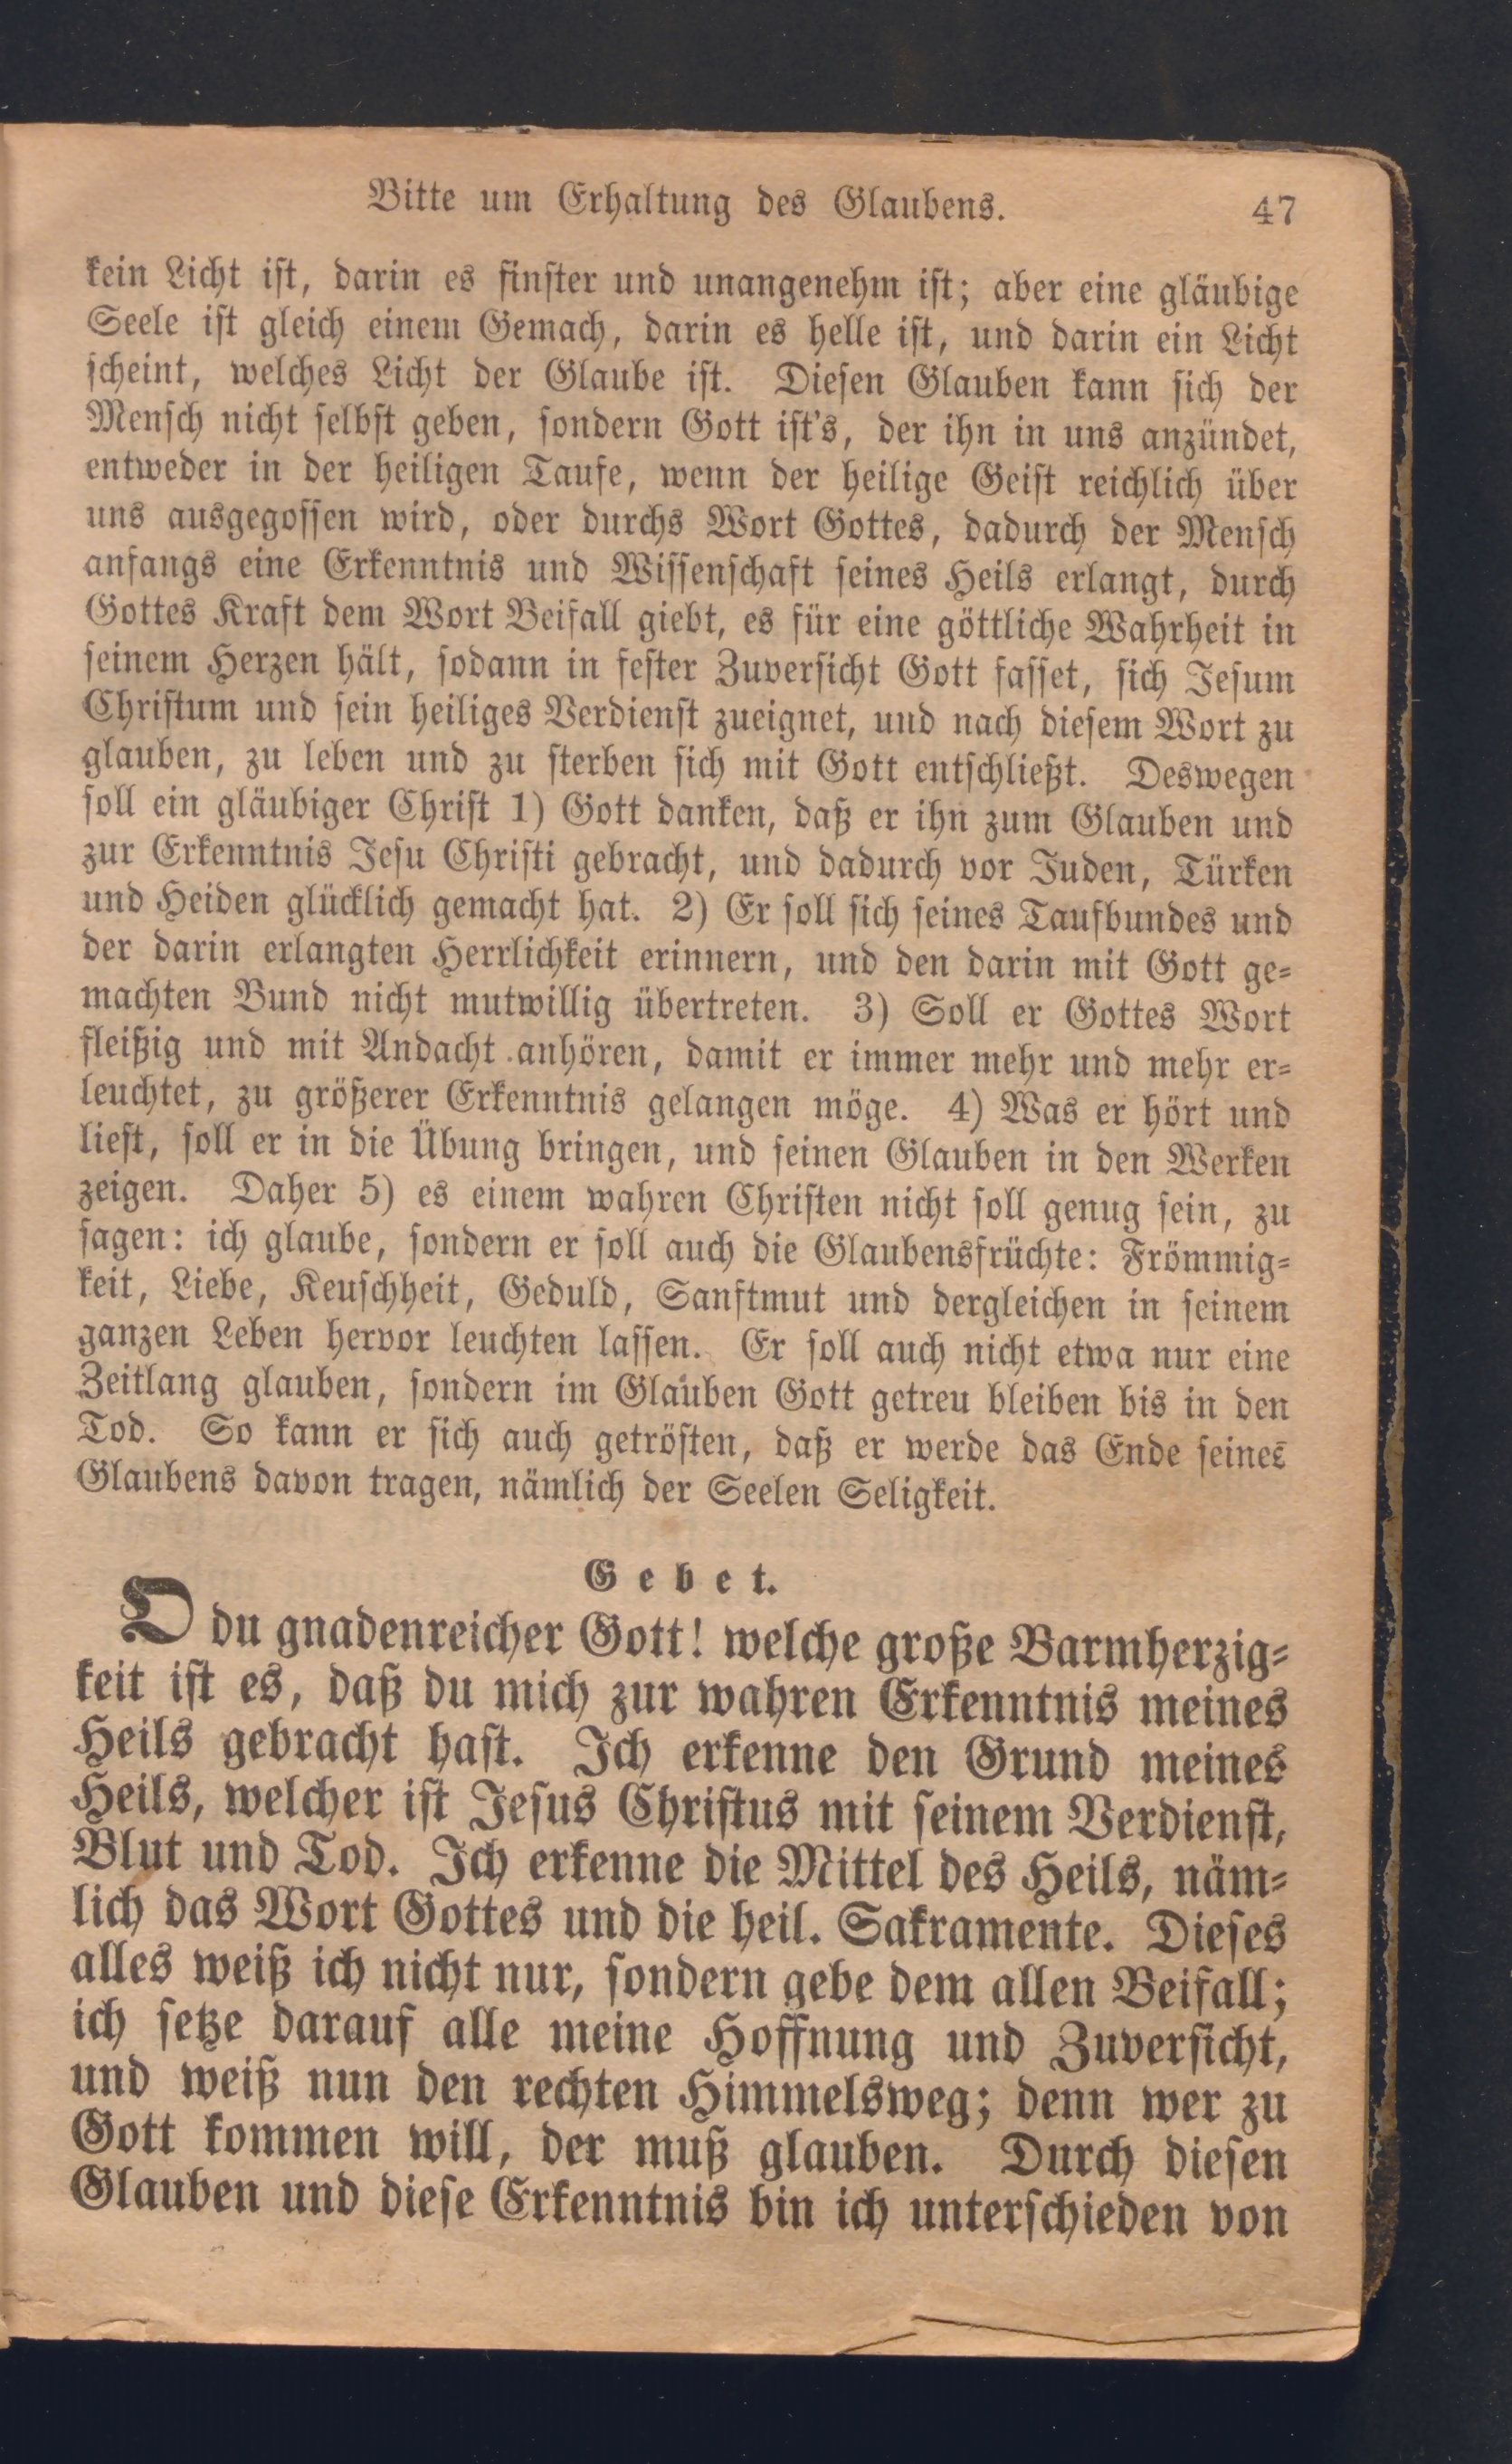 Bitte um Erhaltung des Glaubens. 47
kein Licht ist, darin es finster und unangenehm ist; aber eine gläubige
Seele ist gleich einem Gemach, darin es helle ist, und darin ein Licht
scheint, welches Licht der Glaube ist. Diesen Glauben kann sich der
Mensch nicht selbst geben, sondern Gott ist's, der ihn in uns anzündet,
entweder in der heiligen Taufe, wenn der heilige Geist reichlich über
uns ausgegossen wird, oder durchs Wort Gottes, dadurch der Mensch
anfangs eine Erkenntnis und Wissenschaft seines Heils erlangt, durch
Gottes Kraft dem Wort Beifall giebt, es für eine göttliche Wahrheit in
seinem Herzen hält, sodann in fester Zuversicht Gott fasset, sich Jesum
Christum und sein heiliges Verdienst zueignet, und nach diesem Wort zu
glauben, zu leben und zu sterben sich mit Gott entschließt. Deswegen
soll ein gläubiger Christ 1) Gott danken, daß er ihn zum Glauben und
zur Erkenntnis Jesu Christi gebracht, und dadurch vor Juden, Türken
und Heiden glücklich gemacht hat. 2) Er soll sich seines Taufbundes und
der darin erlangten Herrlichkeit erinnern, und den darin mit Gott ge-
machten Bund nicht mutwillig übertreten. 3) Soll er Gottes Wort
fleißig und mit Andacht anhören, damit er immer mehr und mehr er-
leuchtet, zu größerer Erkenntnis gelangen möge. 4) Was er hört und
liest, soll er in die Übung bringen, und seinen Glauben in den Werken
zeigen. Daher 5) es einem wahren Christen nicht soll genug sein, zu
sagen: ich glaube, sondern er soll auch die Glaubensfrüchte: Frömmig-
keit, Liebe, Keuschheit, Geduld, Sanftmut und dergleichen in seinem
ganzen Leben hervor leuchten lassen. Er soll auch nicht etwa nur eine
Zeitlang glauben, sondern im Glauben Gott getreu bleiben bis in den
Tod. So kann er sich auch getrösten, daß er werde das Ende seines
Glaubens davon tragen, nämlich der Seelen Seligkeit.
Gebet.
O du gnadenreicher Gott! welche große Barmherzig-
keit ist es, daß du mich zur wahren Erkenntnis meines
Heils gebracht hast. Ich erkenne den Grund meines
Heils, welcher ist Jesus Christus mit seinem Verdienst,
Blut und Tod. Ich erkenne die Mittel des Heils, näm-
lich das Wort Gottes und die heil. Sakramente. Dieses
alles weiß ich nicht nur, sondern gebe dem allen Beifall;
ich setze darauf alle meine Hoffnung und Zuversicht,
und weiß nun den rechten Himmelsweg; denn wer zu
Gott kommen will, der muß glauben. Durch diesen
Glauben und diese Erkenntnis bin ich unterschieden von